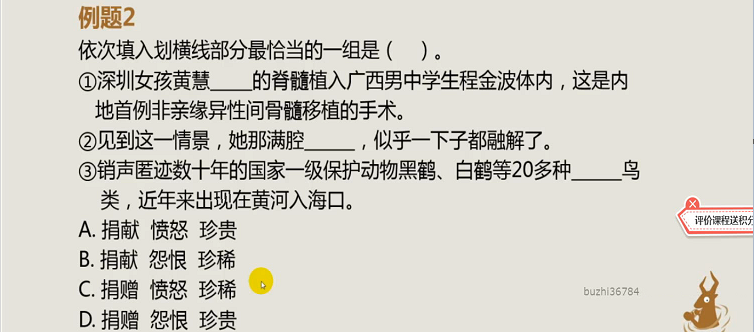 例题2
依次填入划横线部分最恰当的一组是（　）。
①深圳女孩黄慧_____的脊髓植入广西男中学生程金波体内，这是内
地首例非亲缘异性间骨髓移植的手术。
②见到这一情景，她那满腔______，似乎一下子都融解了。
③销声匿迹数十年的国家一级保护动物黑鹤、白鹤等20多种______鸟
类，近年来出现在黄河入海口。
A. 捐献 愤怒 珍贵
B. 捐献 怨恨 珍稀
C. 捐赠 愤怒 珍稀
D. 捐赠 怨恨 珍贵
评价课程送积分
buzhi36784